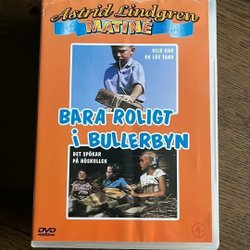 Astrid Lindgren
MATINÉ
OLLE HAR
EN LÖS TAND
BARA ROLIGT
i BULLERBYN
DET SPÖKAR
PÅ HÖSKULLEN
DVD